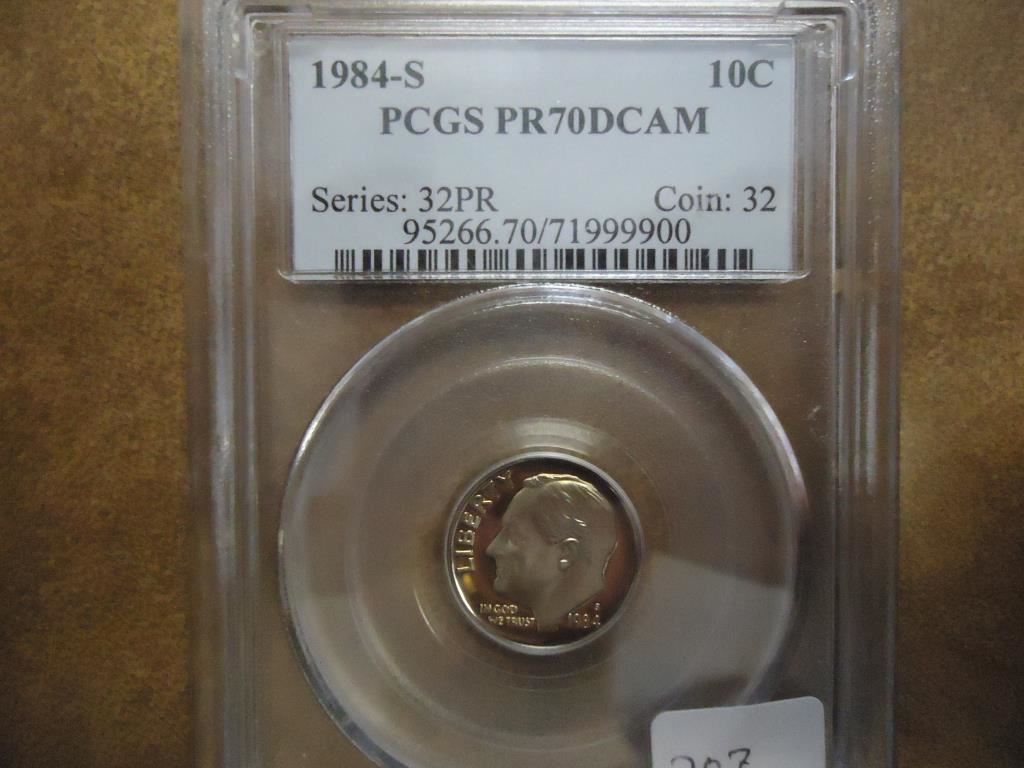 1984-S 10C
PCGS PR70DCAM
Series: 32PR Coin: 32
95266.70/71999900
LIBERTY
IN GOD
WE TRUST
S
1984